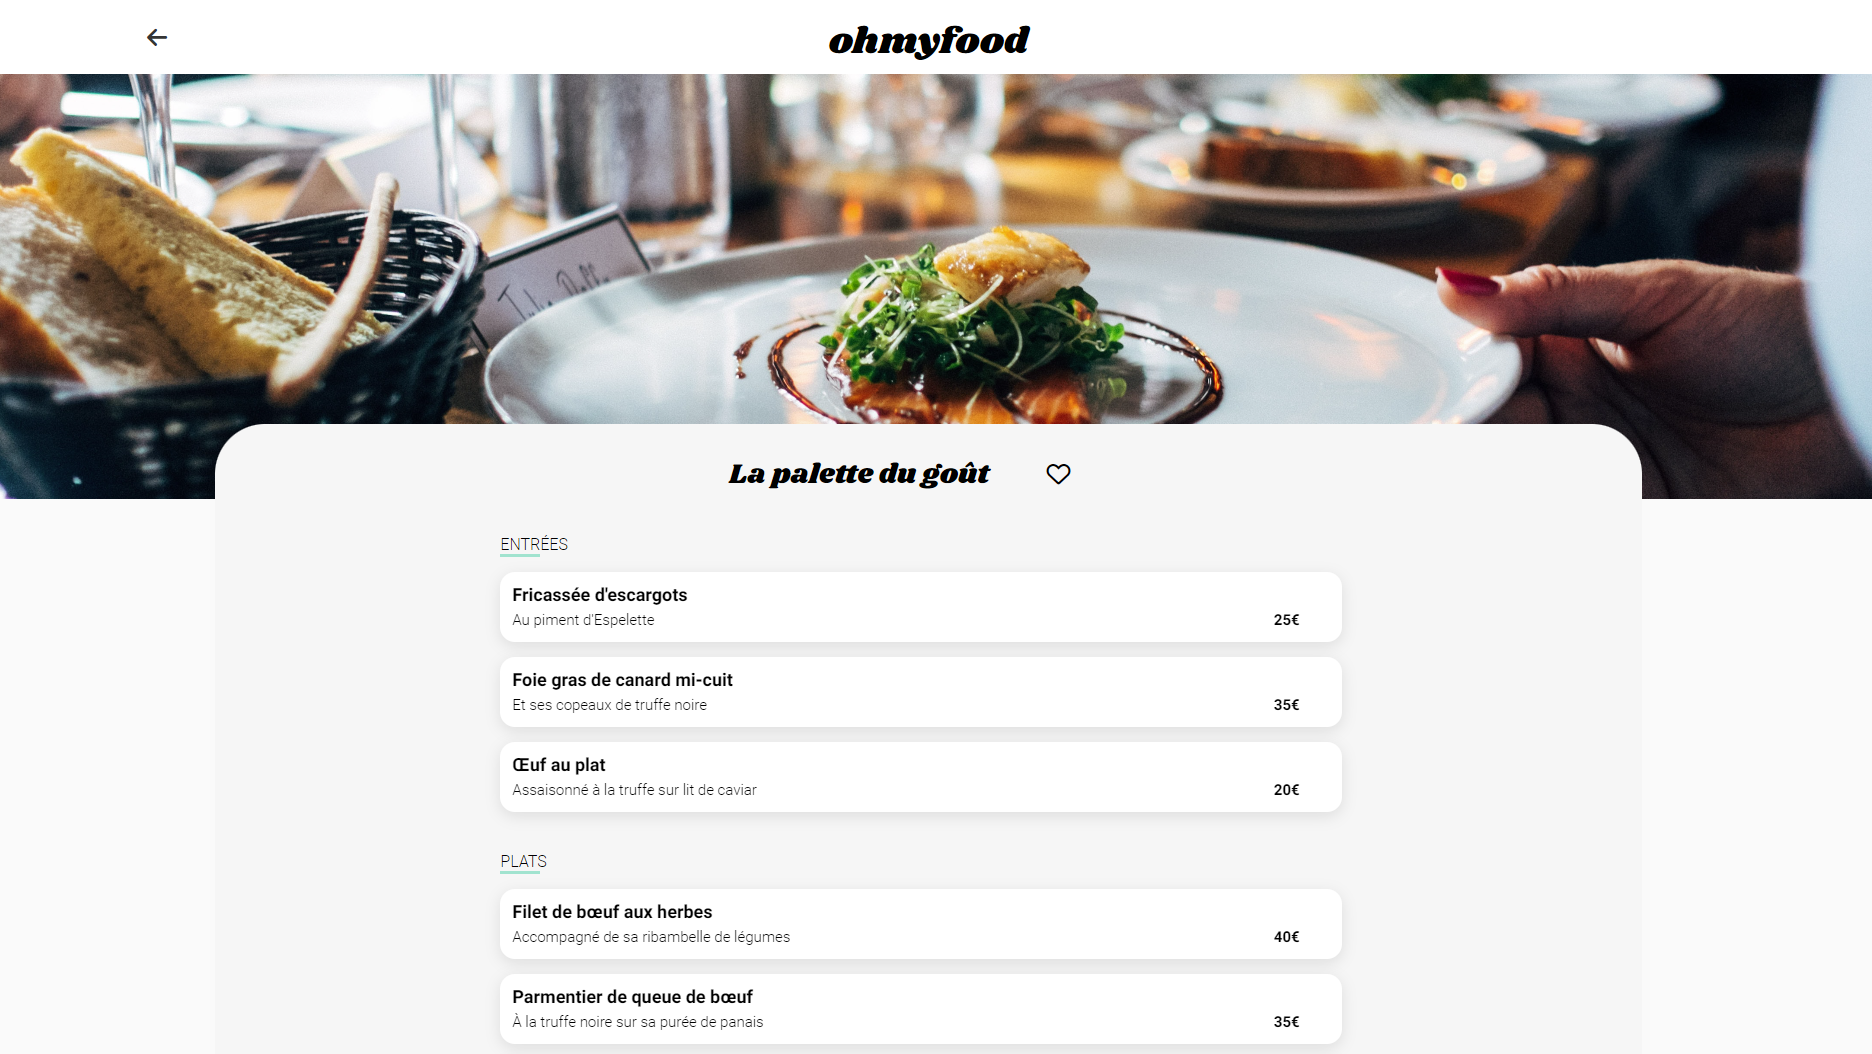 ohmyfood
La palette du goût
ENTRÉES
Fricassée d'escargots
Au piment d'Espelette
25€
Foie gras de canard mi-cuit
Et ses copeaux de truffe noire
35€
Œuf au plat
Assaisonné à la truffe sur lit de caviar
20€
PLATS
Filet de bœuf aux herbes
Accompagné de sa ribambelle de légumes
40€
Parmentier de queue de bœuf
À la truffe noire sur sa purée de panais
35€